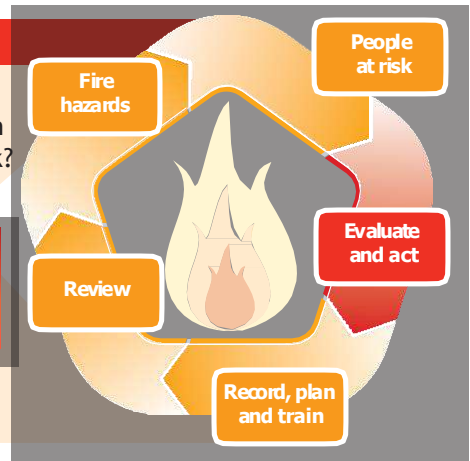 People
at risk
Fire
hazards
?
Evaluate
and act
Review
Record, plan
and train